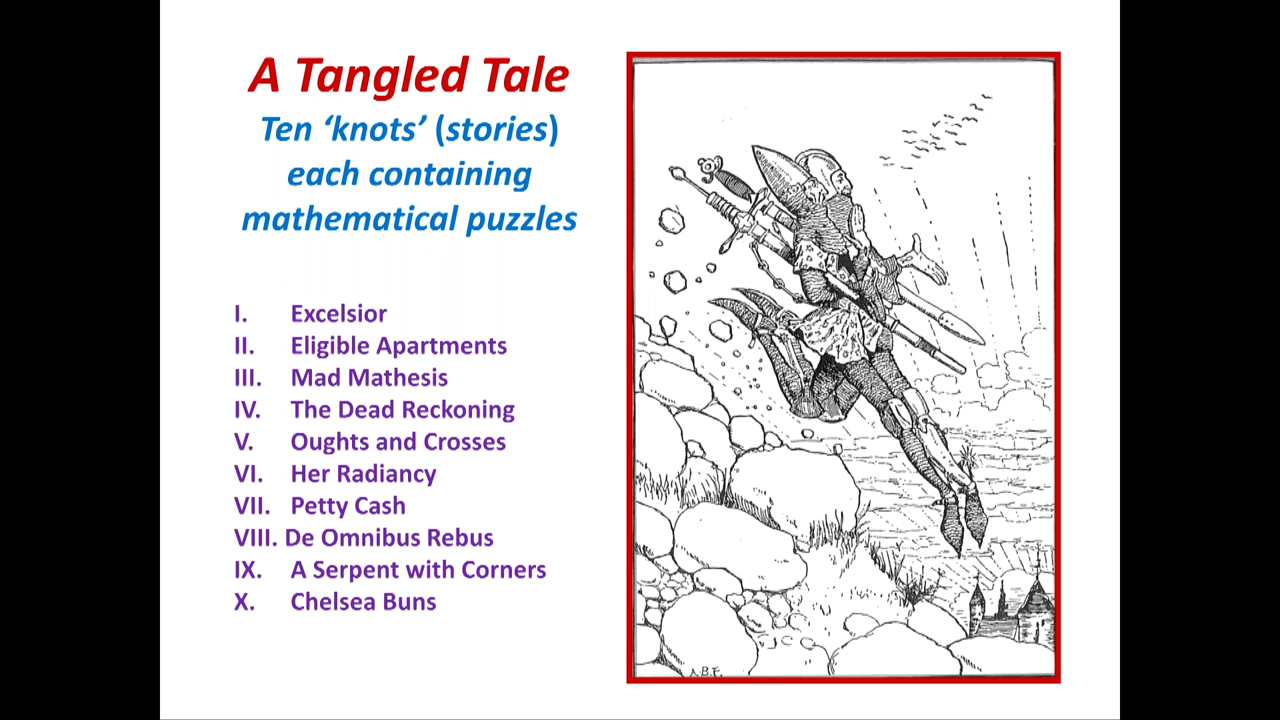 A Tangled Tale
Ten ‘knots’ (stories)
each containing
mathematical puzzles
I. Excelsior
II. Eligible Apartments
III. Mad Mathesis
IV. The Dead Reckoning
V. Oughts and Crosses
VI. Her Radiancy
VII. Petty Cash
VIII. De Omnibus Rebus
IX. A Serpent with Corners
X. Chelsea Buns
A.B.F.